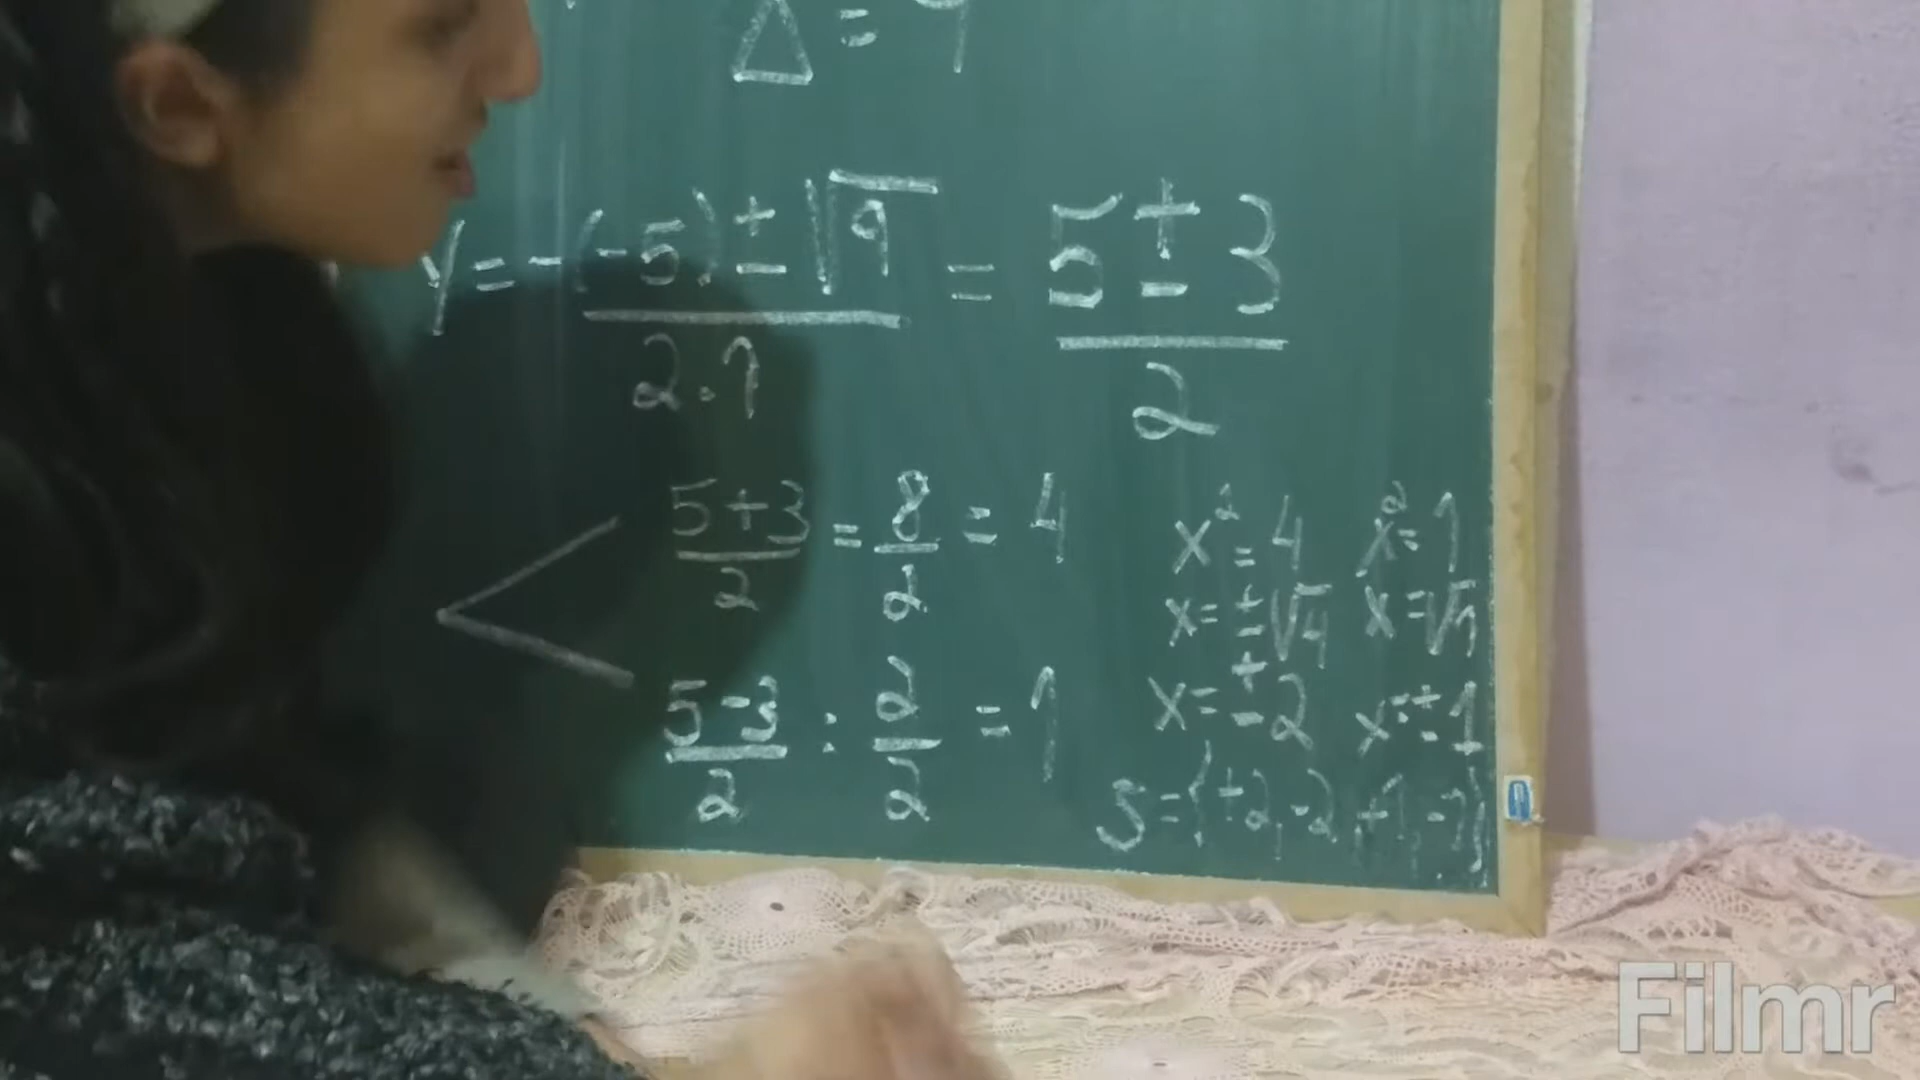 Δ = 9
y = -(-5) ± √9 / 2.1 = 5 ± 3 / 2
5+3 / 2 = 8 / 2 = 4
5-3 / 2 : 2 / 2 = 1
x² = 4
x = ±√4
x = ±2
x² = 1
x = √1
x = ±1
S = {+2, -2, +1, -1}
Filmr